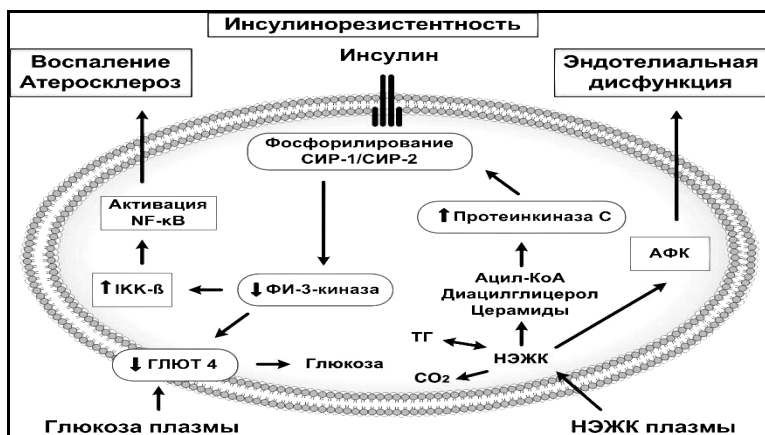 Инсулинорезистентность
Воспаление
Атеросклероз
Инсулин
Эндотелиальная
дисфункция
Фосфорилирование
СИР-1/СИР-2
Активация
NF-κB
↑ Протеинкиназа С
АФК
↑ IKK-ß
↓ ФИ-3-киназа
Ацил-КоА
Диацилглицерол
Церамиды
↓ ГЛЮТ 4
Глюкоза
ТГ
НЭЖК
CO₂
Глюкоза плазмы
НЭЖК плазмы